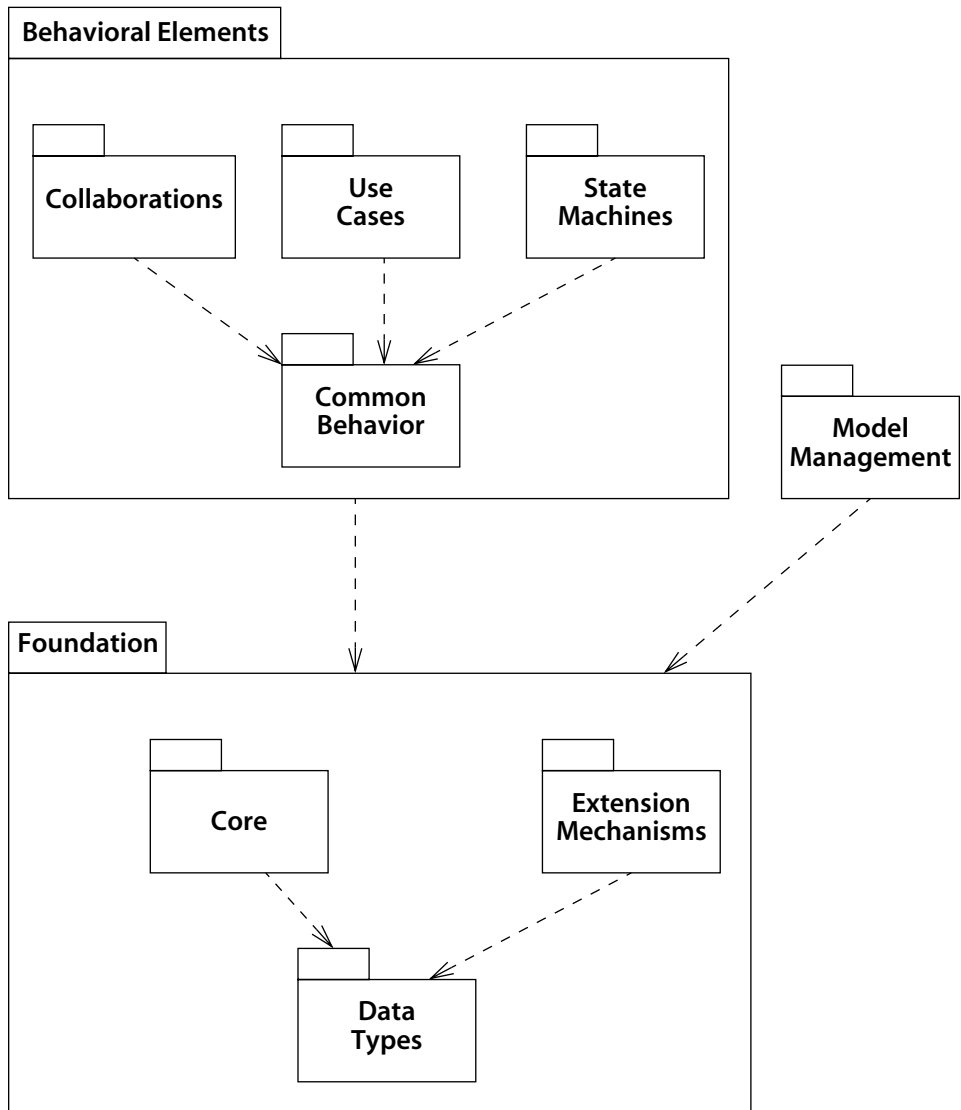 Behavioral Elements
Collaborations
Use
Cases
State
Machines
Common
Behavior
Model
Management
Foundation
Core
Extension
Mechanisms
Data
Types